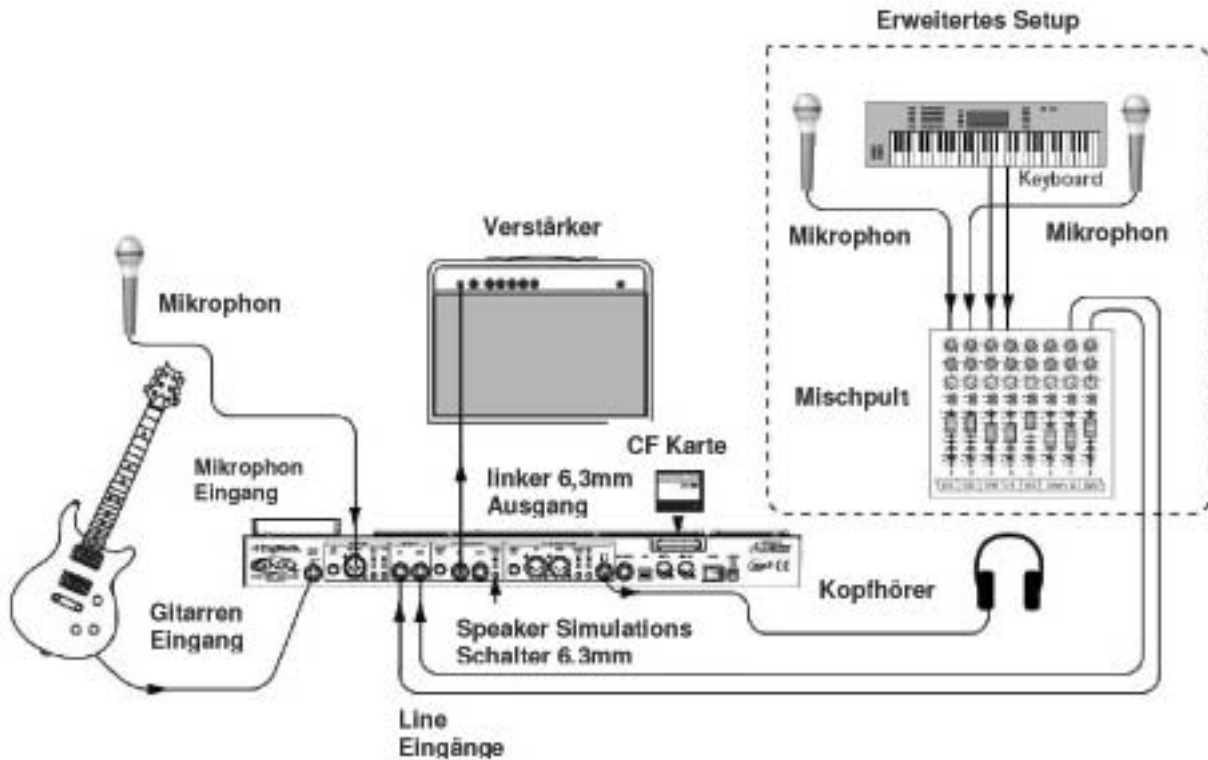 Erweitertes Setup
Keyboard
Mikrophon
Mikrophon
Verstärker
Mikrophon
Mischpult
CF Karte
Mikrophon
Eingang
linker 6,3mm
Ausgang
Kopfhörer
Gitarren
Eingang
Speaker Simulations
Schalter 6.3mm
Line
Eingänge